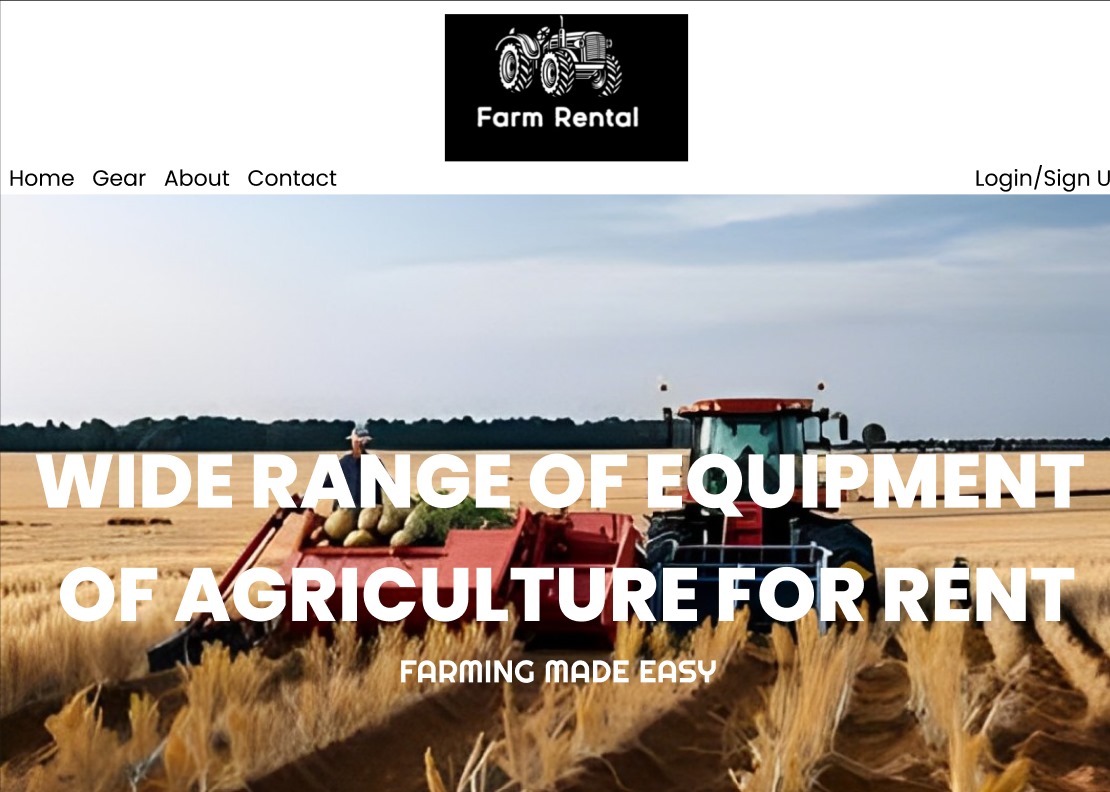 Farm Rental
Home Gear About Contact
Login/Sign U
WIDE RANGE OF EQUIPMENT
OF AGRICULTURE FOR RENT
FARMING MADE EASY